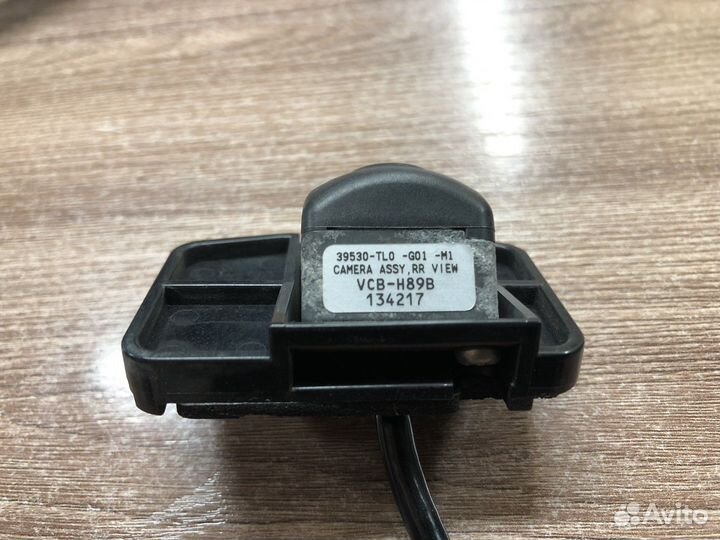 39530-TL0 -G01 -M1
CAMERA ASSY,RR VIEW
VCB-H89B
134217
Avito